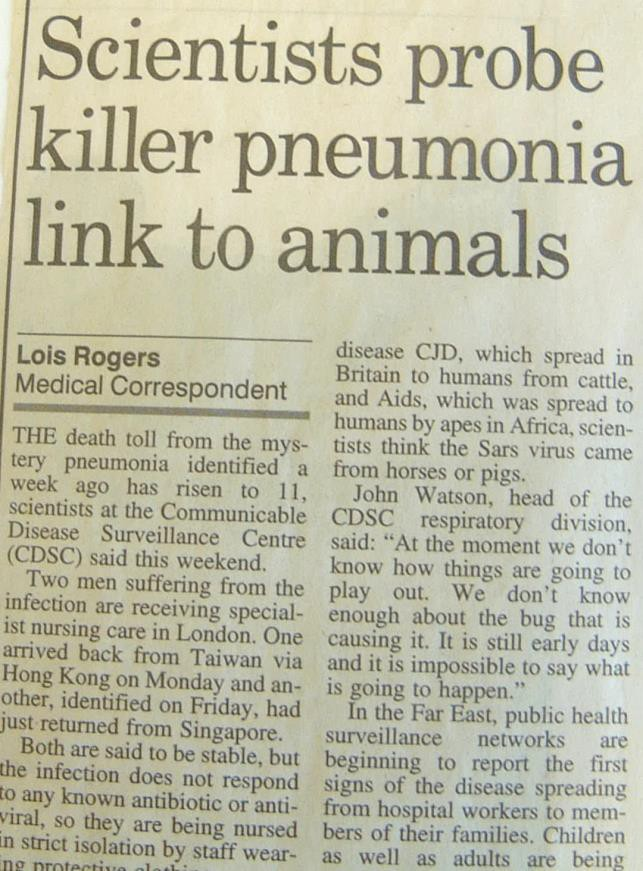 Scientists probe
killer pneumonia
link to animals
Lois Rogers
Medical Correspondent
THE death toll from the mys-
tery pneumonia identified a
week ago has risen to 11,
scientists at the Communicable
Disease Surveillance Centre
(CDSC) said this weekend.
Two men suffering from the
infection are receiving special-
ist nursing care in London. One
arrived back from Taiwan via
Hong Kong on Monday and an-
other, identified on Friday, had
just returned from Singapore.
Both are said to be stable, but
the infection does not respond
to any known antibiotic or anti-
viral, so they are being nursed
in strict isolation by staff wear-
ing protective
disease CJD, which spread in
Britain to humans from cattle,
and Aids, which was spread to
humans by apes in Africa, scien-
tists think the Sars virus came
from horses or pigs.
John Watson, head of the
CDSC respiratory division,
said: “At the moment we don't
know how things are going to
play out. We don't know
enough about the bug that is
causing it. It is still early days
and it is impossible to say what
is going to happen.”
In the Far East, public health
surveillance networks are
beginning to report the first
signs of the disease spreading
from hospital workers to mem-
bers of their families. Children
as well as adults are being